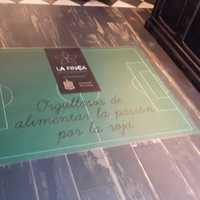 LA FINCA
Orgullosos de
alimentar la pasión
por la roja